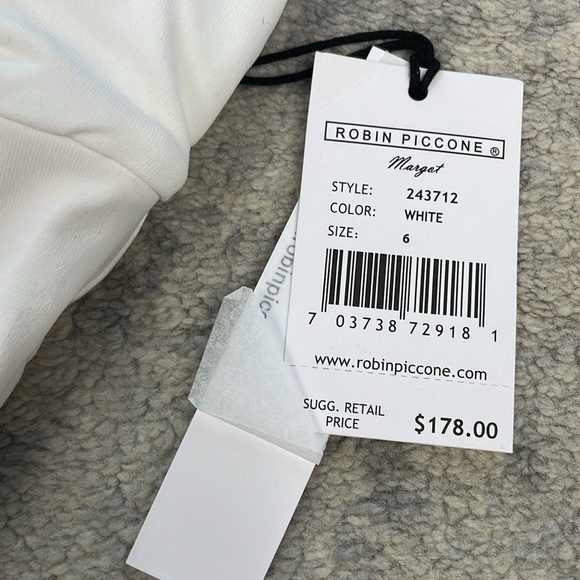 ROBIN PICCONE ®
Margot
STYLE: 243712
COLOR: WHITE
SIZE: 6
7 03738 72918 1
www.robinpiccone.com
SUGG. RETAIL
PRICE $178.00
robinpic